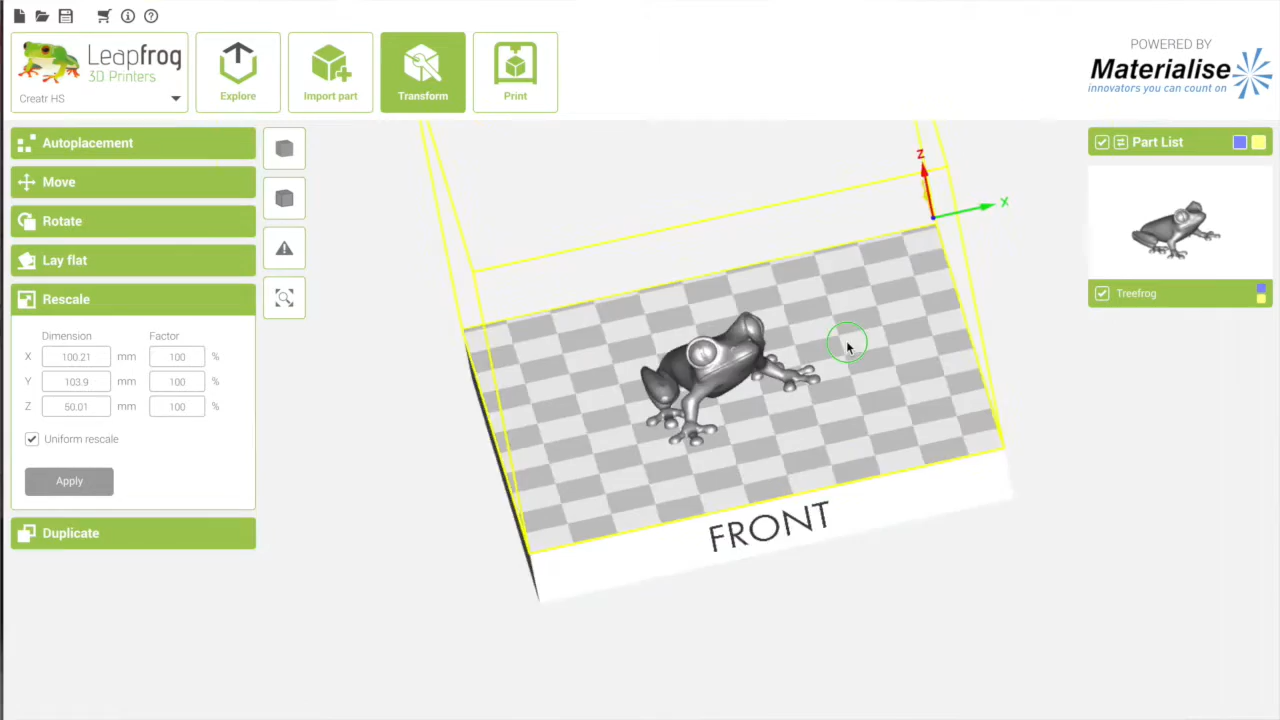 Leapfrog
3D Printers
Creatr HS
Explore
Import part
Transform
Print
POWERED BY
Materialise
innovators you can count on
Autoplacement
Move
Rotate
Lay flat
Rescale
Dimension Factor
X 100.21 mm 100 %
Y 103.9 mm 100 %
Z 50.01 mm 100 %
Uniform rescale
Apply
Duplicate
Z
X
FRONT
Part List
Treefrog